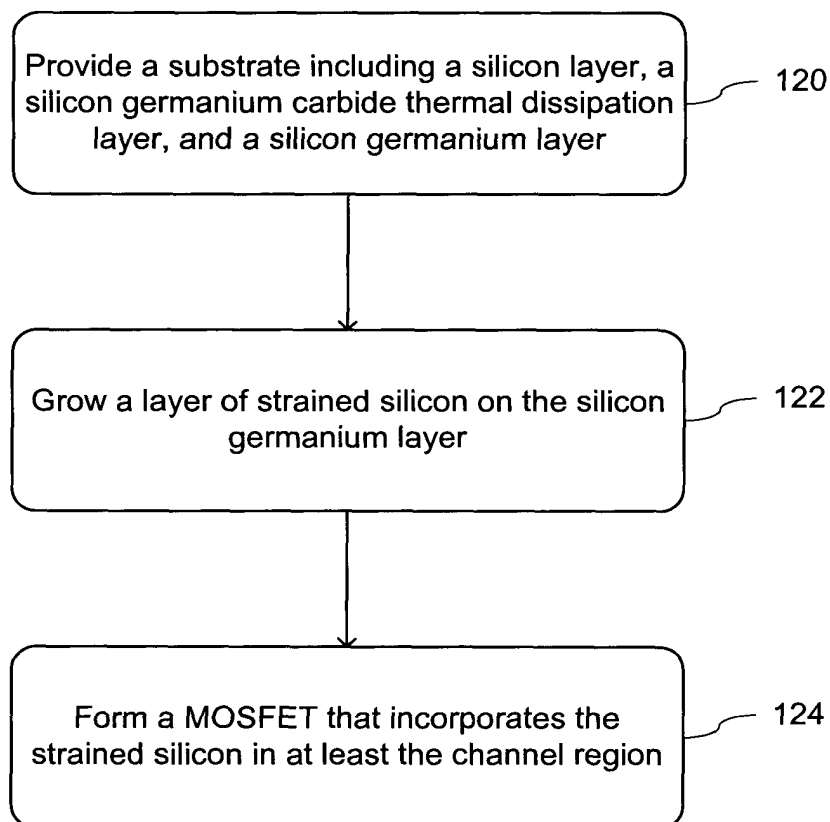 Provide a substrate including a silicon layer, a
silicon germanium carbide thermal dissipation
layer, and a silicon germanium layer
120
Grow a layer of strained silicon on the silicon
germanium layer
122
Form a MOSFET that incorporates the
strained silicon in at least the channel region
124